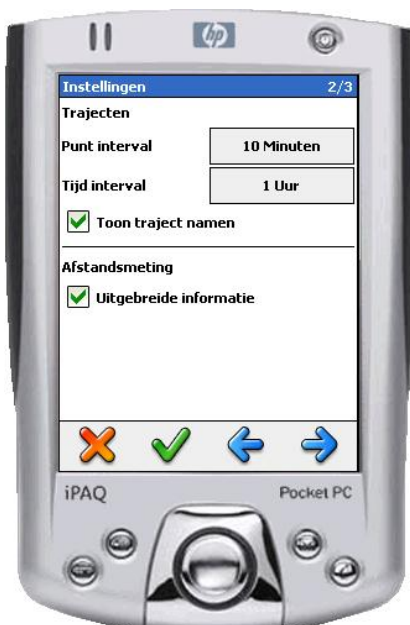 hp
Instellingen 2/3
Trajecten
Punt interval 10 Minuten
Tijd interval 1 Uur
Toon traject namen
Afstandsmeting
Uitgebreide informatie
iPAQ Pocket PC